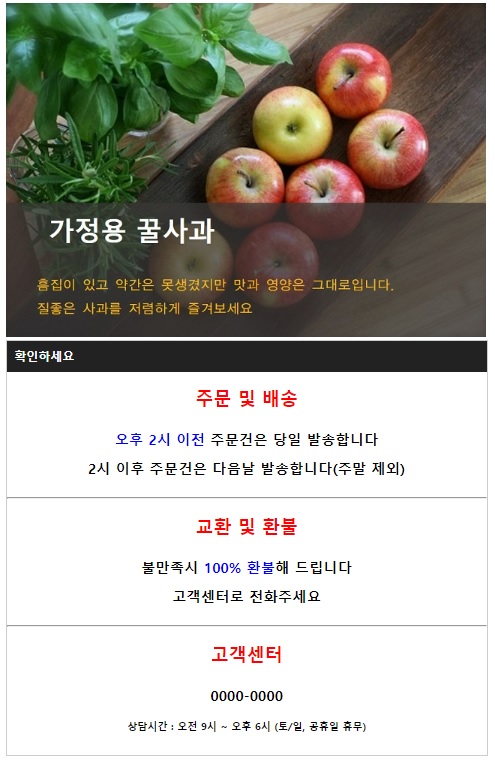 가정용 꿀사과
흠집이 있고 약간은 못생겼지만 맛과 영양은 그대로입니다.
질좋은 사과를 저렴하게 즐겨보세요
확인하세요
주문 및 배송
오후 2시 이전 주문건은 당일 발송합니다
2시 이후 주문건은 다음날 발송합니다(주말 제외)
교환 및 환불
불만족시 100% 환불해 드립니다
고객센터로 전화주세요
고객센터
0000-0000
상담시간 : 오전 9시 ~ 오후 6시 (토/일, 공휴일 휴무)